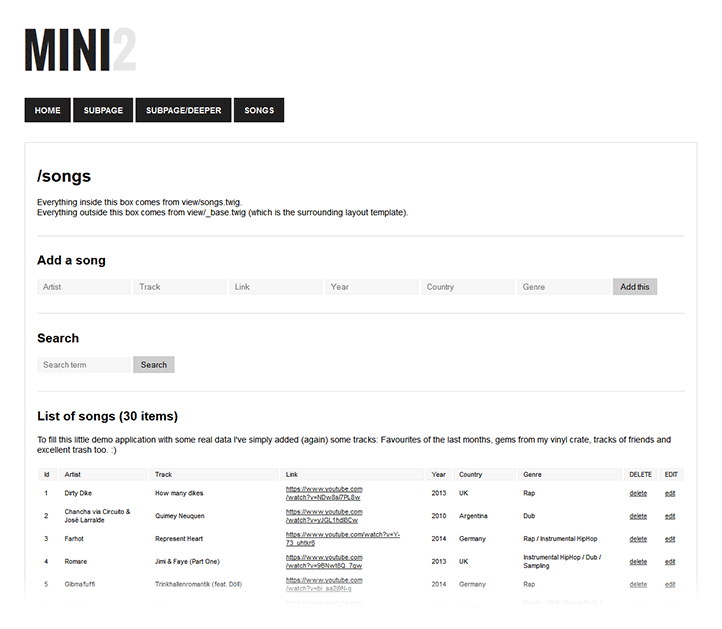 MINI2
HOME SUBPAGE SUBPAGE/DEEPER SONGS
/songs
Everything inside this box comes from view/songs.twig.
Everything outside this box comes from view/_base.twig (which is the surrounding layout template).
Add a song
Artist Track Link Year Country Genre Add this
Search
Search term Search
List of songs (30 items)
To fill this little demo application with some real data I've simply added (again) some tracks: Favourites of the last months, gems from my vinyl crate, tracks of friends and
excellent trash too. :)
Id Artist Track Link Year Country Genre DELETE EDIT
1 Dirty Dike How many dikes https://www.youtube.com
/watch?v=NDw8sI7PL8w 2013 UK Rap delete edit
2 Chancha via Circuito &
José Larralde Quimey Neuquen https://www.youtube.com
/watch?v=yJGL1hdI8Cw 2010 Argentina Dub delete edit
3 Farhot Represent Heart https://www.youtube.com/watch?v=Y-
73_uhtkr8 2014 Germany Rap / Instrumental HipHop delete edit
4 Romare Jimi & Faye (Part One) https://www.youtube.com
/watch?v=9BNwt8Q_7gw 2013 UK Instrumental HipHop / Dub /
Sampling delete edit
5 Gibmafuffi Trinkhallenromantik (feat. Döll) https://www.youtube.com
2014 Germany Rap delete edit